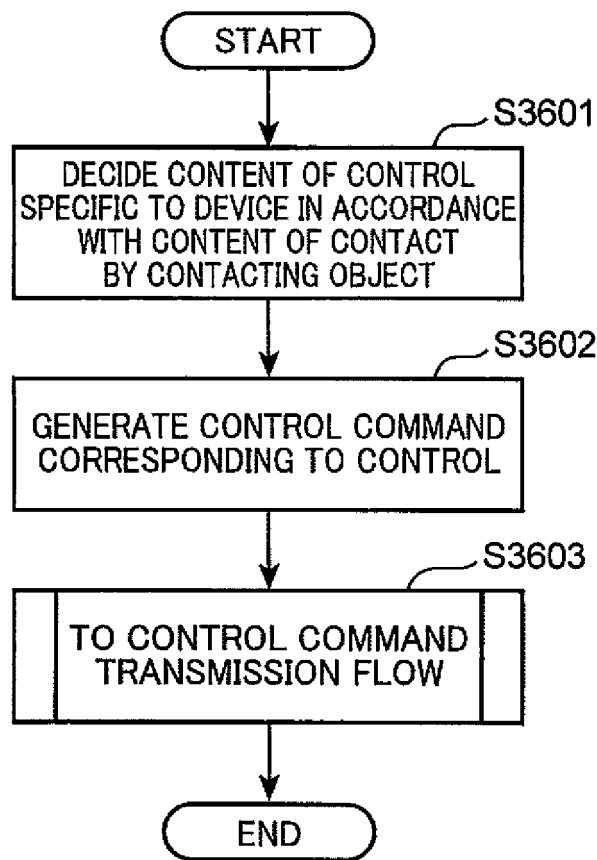 START
S3601
DECIDE CONTENT OF CONTROL
SPECIFIC TO DEVICE IN ACCORDANCE
WITH CONTENT OF CONTACT
BY CONTACTING OBJECT
S3602
GENERATE CONTROL COMMAND
CORRESPONDING TO CONTROL
S3603
TO CONTROL COMMAND
TRANSMISSION FLOW
END